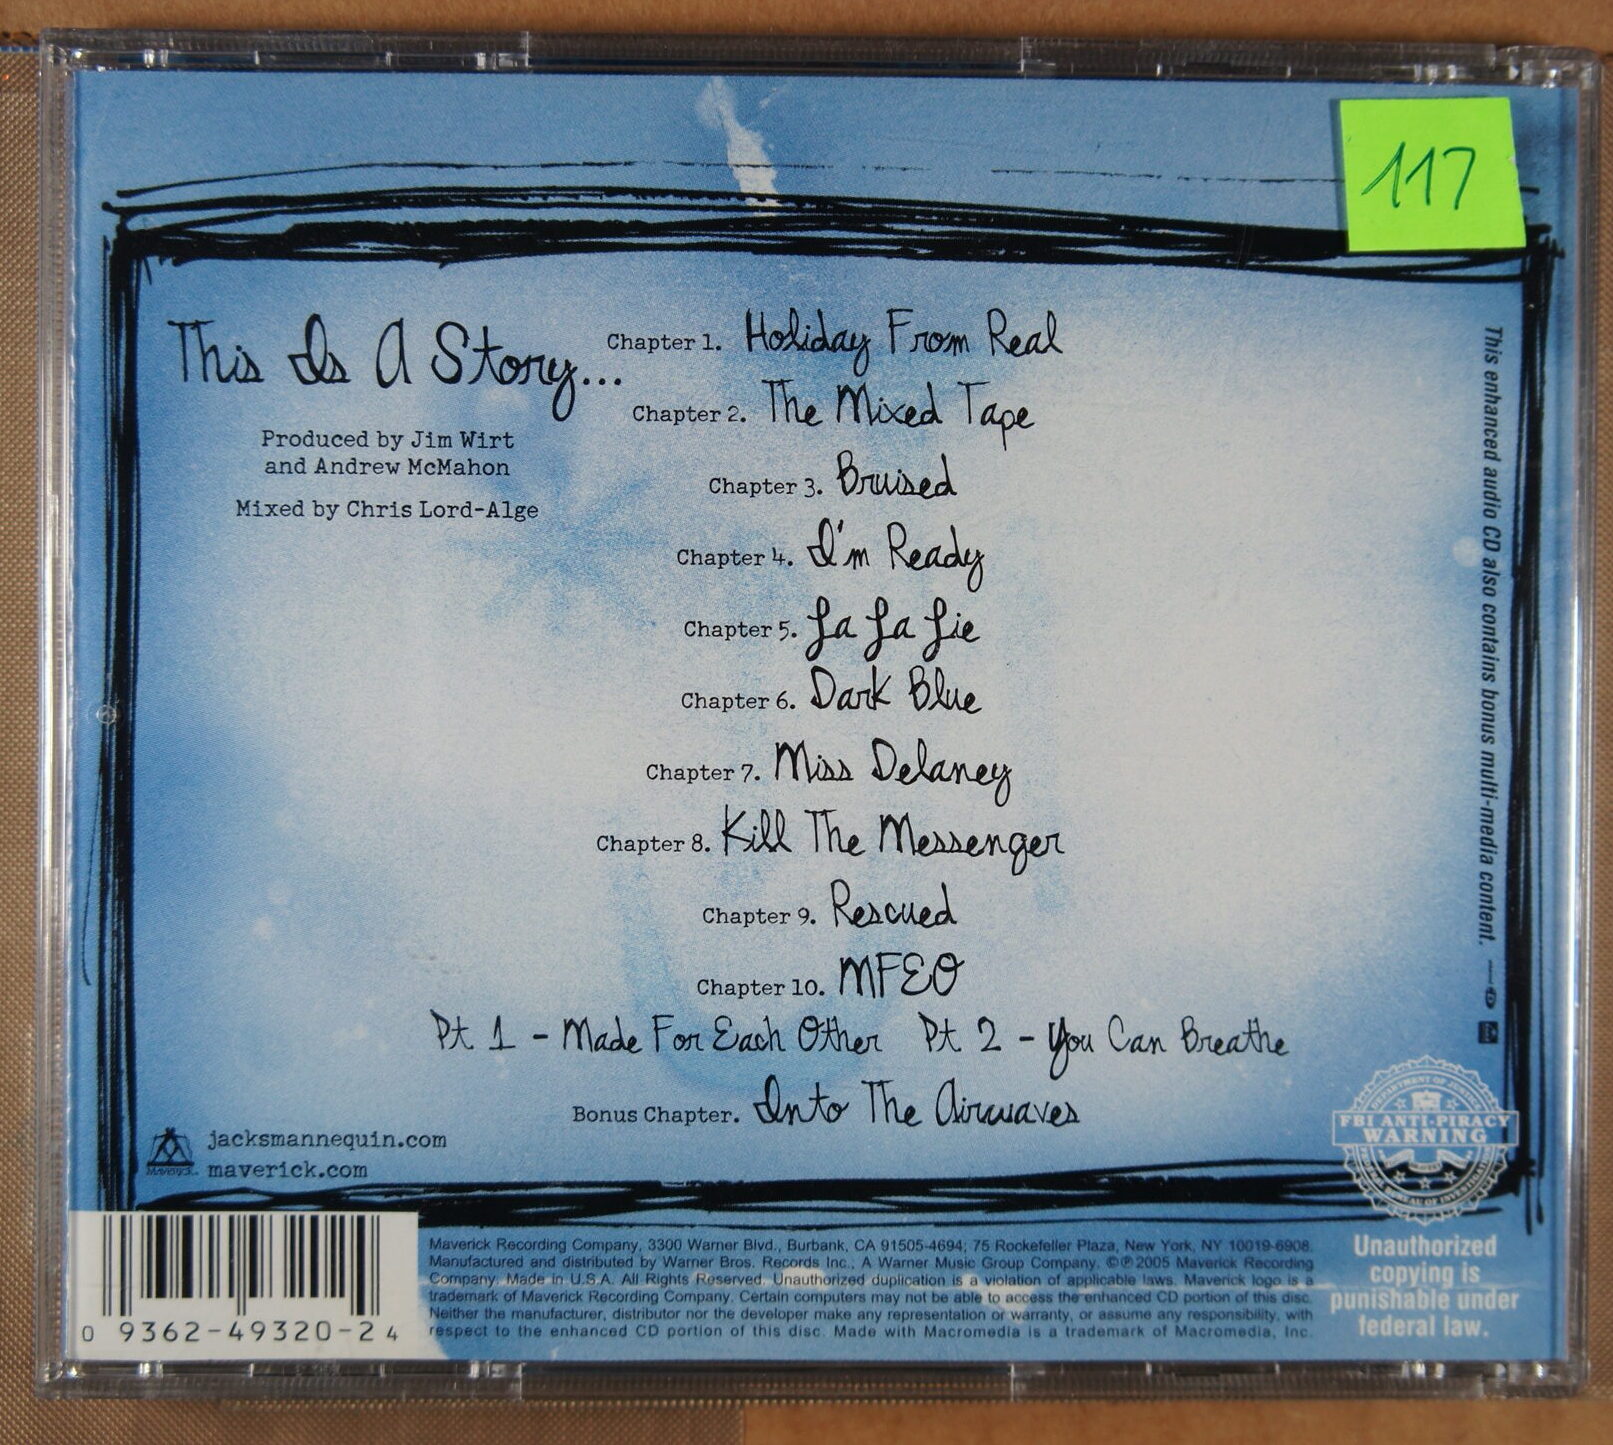 117
This Is A Story...
Produced by Jim Wirt
and Andrew McMahon
Mixed by Chris Lord-Alge
Chapter 1. Holiday From Real
Chapter 2. The Mixed Tape
Chapter 3. Bruised
Chapter 4. I'm Ready
Chapter 5. La La Lie
Chapter 6. Dark Blue
Chapter 7. Miss Delaney
Chapter 8. Kill The Messenger
Chapter 9. Rescued
Chapter 10. MFEO
Pt 1 - Made For Each Other Pt 2 - You Can Breathe
Bonus Chapter. Into The Airwaves
This enhanced audio CD also contains bonus multi-media content.
jacksmannequin.com
MAVERICK
maverick.com
DEPARTMENT OF JUSTICE
FBI ANTI-PIRACY
WARNING
FEDERAL BUREAU OF INVESTIGATION
Unauthorized
copying is
punishable under
federal law.
0 9362-49320-2 4
Maverick Recording Company, 3300 Warner Blvd., Burbank, CA 91505-4694; 75 Rockefeller Plaza, New York, NY 10019-6908.
Manufactured and distributed by Warner Bros. Records Inc., A Warner Music Group Company. ©℗ 2005 Maverick Recording
Company. Made in U.S.A. All Rights Reserved. Unauthorized duplication is a violation of applicable laws. Maverick logo is a
trademark of Maverick Recording Company. Certain computers may not be able to access the enhanced CD portion of this disc.
Neither the manufacturer, distributor nor the developer make any representation or warranty, or assume any responsibility, with
respect to the enhanced CD portion of this disc. Made with Macromedia is a trademark of Macromedia, Inc.